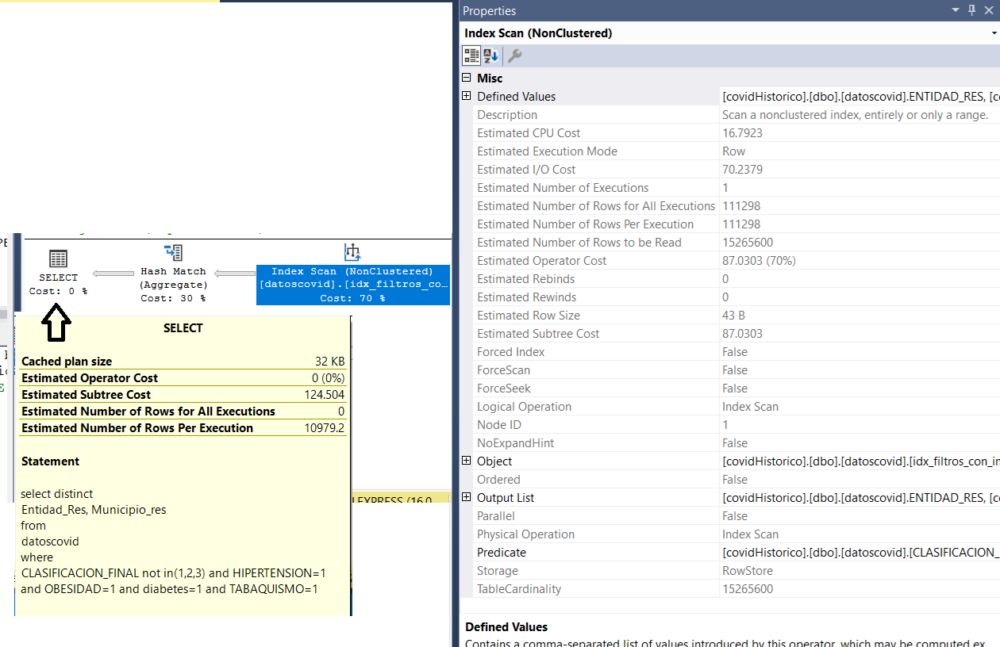 Properties
Index Scan (NonClustered)
Misc
Defined Values [covidHistorico].[dbo].[datoscovid].ENTIDAD_RES, [c
Description Scan a nonclustered index, entirely or only a range.
Estimated CPU Cost 16.7923
Estimated Execution Mode Row
Estimated I/O Cost 70.2379
Estimated Number of Executions 1
Estimated Number of Rows for All Executions 111298
Estimated Number of Rows Per Execution 111298
Estimated Number of Rows to be Read 15265600
Estimated Operator Cost 87.0303 (70%)
Estimated Rebinds 0
Estimated Rewinds 0
Estimated Row Size 43 B
Estimated Subtree Cost 87.0303
Forced Index False
ForceScan False
ForceSeek False
Logical Operation Index Scan
Node ID 1
NoExpandHint False
Object [covidHistorico].[dbo].[datoscovid].[idx_filtros_con_in
Ordered False
Output List [covidHistorico].[dbo].[datoscovid].ENTIDAD_RES, [c
Parallel False
Physical Operation Index Scan
Predicate [covidHistorico].[dbo].[datoscovid].[CLASIFICACION_
Storage RowStore
TableCardinality 15265600
Defined Values
Contains a comma-separated list of values introduced by this operator, which may be computed ex
SELECT
Cost: 0 %
Hash Match
(Aggregate)
Cost: 30 %
Index Scan (NonClustered)
[datoscovid].[idx_filtros_co…
Cost: 70 %
SELECT
Cached plan size 32 KB
Estimated Operator Cost 0 (0%)
Estimated Subtree Cost 124.504
Estimated Number of Rows for All Executions 0
Estimated Number of Rows Per Execution 10979.2
Statement
select distinct
Entidad_Res, Municipio_res
from
datoscovid
where
CLASIFICACION_FINAL not in(1,2,3) and HIPERTENSION=1
and OBESIDAD=1 and diabetes=1 and TABAQUISMO=1
EXPRESS (16.0